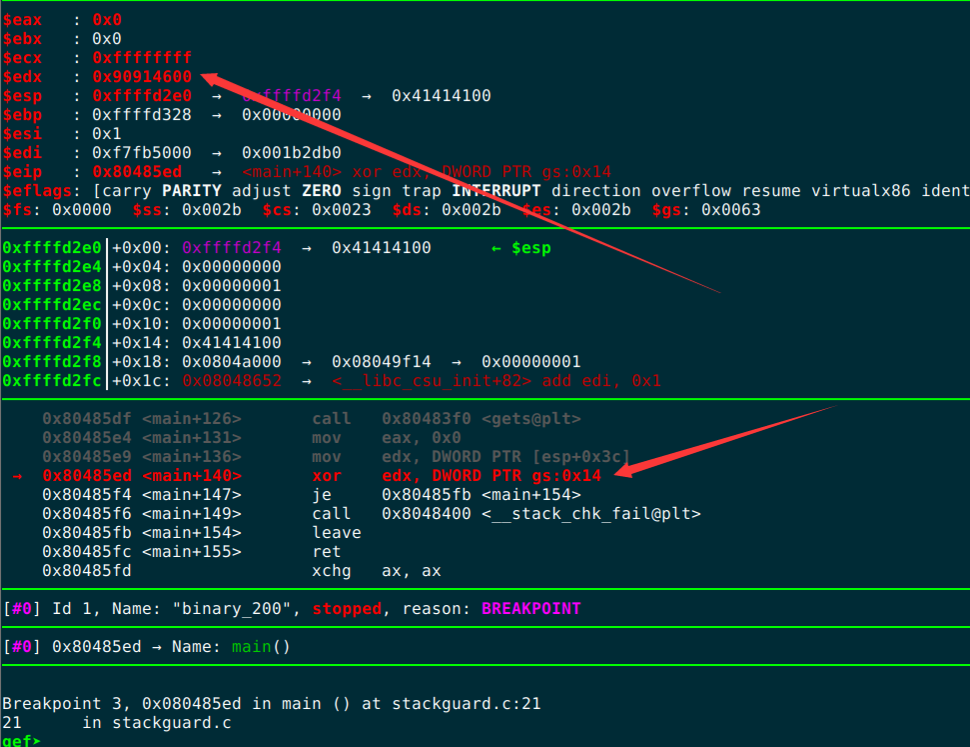 $eax   : 0x0
$ebx   : 0x0
$ecx   : 0xffffffff
$edx   : 0x90914600
$esp   : 0xffffd2e0  →  0xffffd2f4  →  0x41414100
$ebp   : 0xffffd328  →  0x00000000
$esi   : 0x1
$edi   : 0xf7fb5000  →  0x001b2db0
$eip   : 0x80485ed   →  <main+140> xor edx, DWORD PTR gs:0x14
$eflags: [carry PARITY adjust ZERO sign trap INTERRUPT direction overflow resume virtualx86 ident
$fs: 0x0000  $ss: 0x002b  $cs: 0x0023  $ds: 0x002b  $es: 0x002b  $gs: 0x0063
0xffffd2e0│+0x00: 0xffffd2f4  →  0x41414100      ← $esp
0xffffd2e4│+0x04: 0x00000000
0xffffd2e8│+0x08: 0x00000001
0xffffd2ec│+0x0c: 0x00000000
0xffffd2f0│+0x10: 0x00000001
0xffffd2f4│+0x14: 0x41414100
0xffffd2f8│+0x18: 0x0804a000  →  0x08049f14  →  0x00000001
0xffffd2fc│+0x1c: 0x08048652  →  <__libc_csu_init+82> add edi, 0x1
    0x80485df <main+126>       call   0x80483f0 <gets@plt>
    0x80485e4 <main+131>       mov    eax, 0x0
    0x80485e9 <main+136>       mov    edx, DWORD PTR [esp+0x3c]
 →  0x80485ed <main+140>       xor    edx, DWORD PTR gs:0x14
    0x80485f4 <main+147>       je     0x80485fb <main+154>
    0x80485f6 <main+149>       call   0x8048400 <__stack_chk_fail@plt>
    0x80485fb <main+154>       leave
    0x80485fc <main+155>       ret
    0x80485fd                  xchg   ax, ax
[#0] Id 1, Name: "binary_200", stopped, reason: BREAKPOINT
[#0] 0x80485ed → Name: main()
Breakpoint 3, 0x080485ed in main () at stackguard.c:21
21      in stackguard.c
gef➤